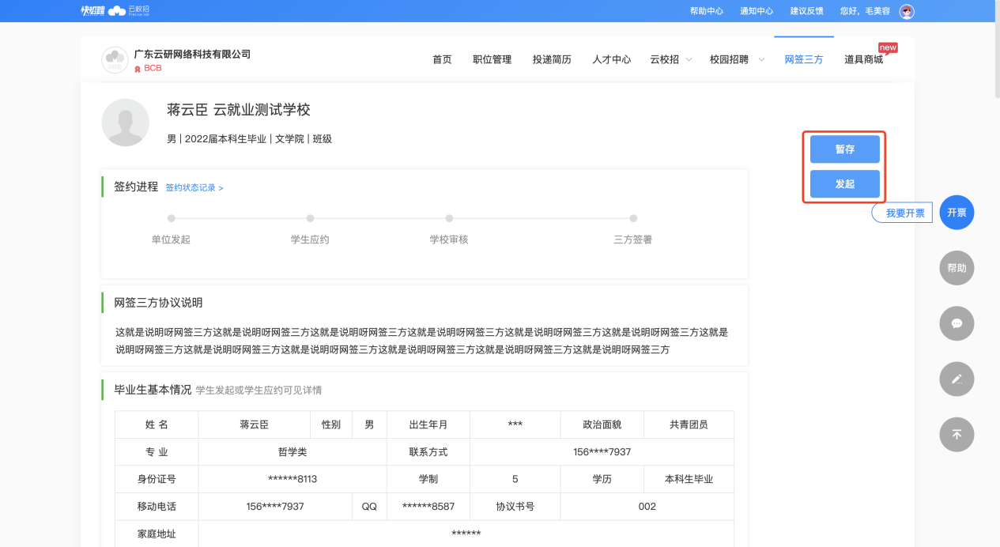 快招聘 云校招 帮助中心 通知中心 建议反馈 您好，毛美容
广东云研网络科技有限公司
BCB
首页 职位管理 投递简历 人才中心 云校招 校园招聘 网签三方 道具商城 new
蒋云臣 云就业测试学校
男 | 2022届本科生毕业 | 文学院 | 班级
暂存
发起
签约进程 签约状态记录 >
单位发起 学生应约 学校审核 三方签署
我要开票 开票
帮助
网签三方协议说明
这就是说明呀网签三方这就是说明呀网签三方这就是说明呀网签三方这就是说明呀网签三方这就是说明呀网签三方这就是说明呀网签三方这就是
说明呀网签三方这就是说明呀网签三方这就是说明呀网签三方这就是说明呀网签三方这就是说明呀网签三方这就是说明呀网签三方
毕业生基本情况 学生发起或学生应约可见详情
姓 名 蒋云臣 性别 男 出生年月 *** 政治面貌 共青团员
专 业 哲学类 联系方式 156****7937
身份证号 ******8113 学制 5 学历 本科生毕业
移动电话 156****7937 QQ ******8587 协议书号 002
家庭地址 ******